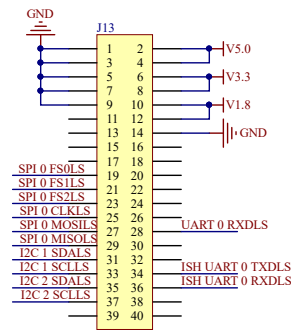 GND
J13
1 2 V5.0
3 4
5 6 V3.3
7 8
9 10 V1.8
11 12
13 14 GND
15 16
17 18
SPI 0 FS0LS 19 20
SPI 0 FS1LS 21 22
SPI 0 FS2LS 23 24
SPI 0 CLKLS 25 26
SPI 0 MOSILS 27 28 UART 0 RXDLS
SPI 0 MISOLS 29 30
I2C 1 SDALS 31 32
I2C 1 SCLLS 33 34 ISH UART 0 TXDLS
I2C 2 SDALS 35 36 ISH UART 0 RXDLS
I2C 2 SCLLS 37 38
39 40